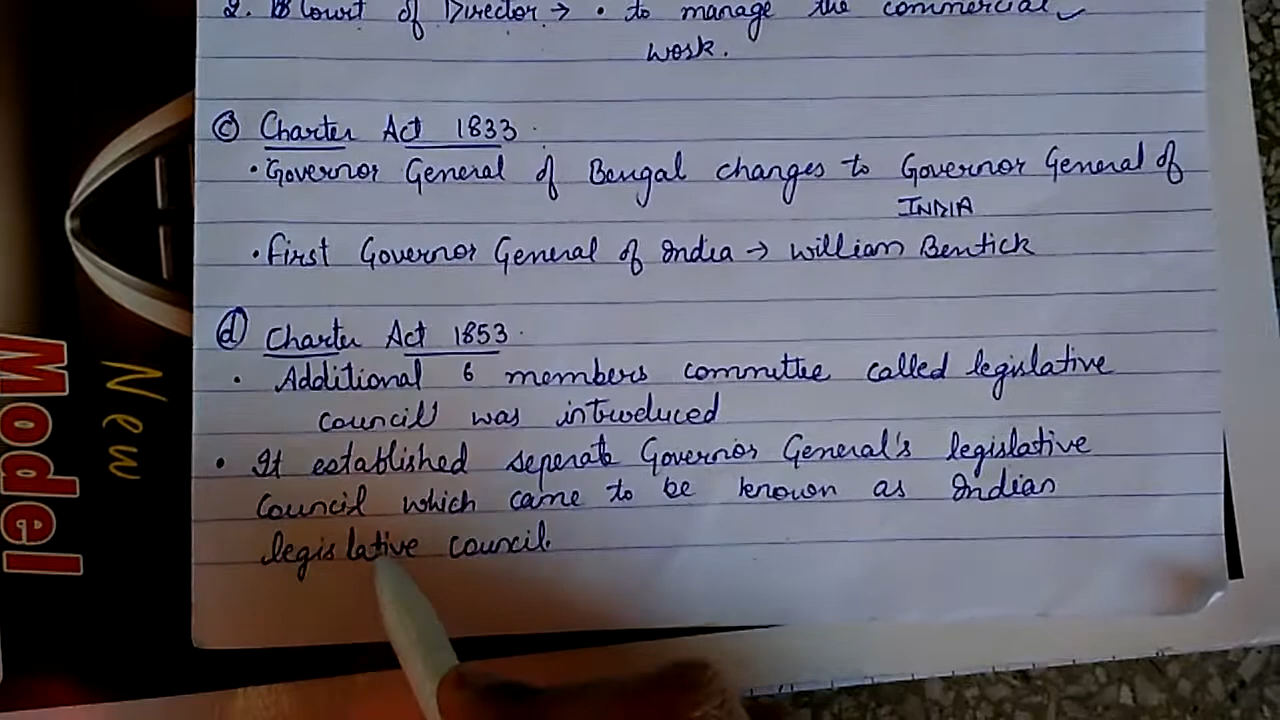 2. Court of Director → • to manage the commercial
work.
(c) Charter Act 1833.
• Governor General of Bengal changes to Governor General of
INDIA
• First Governor General of India → William Bentick
(d) Charter Act 1853.
• Additional 6 members committee called legislative
council was introduced
• It established seperate Governor General's legislative
Council which came to be known as Indian
legislative council.
New
Model